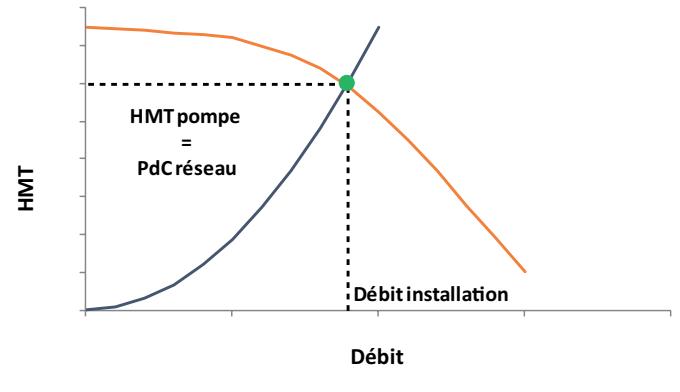 HMT pompe
=
PdC réseau
HMT
Débit installation
Débit